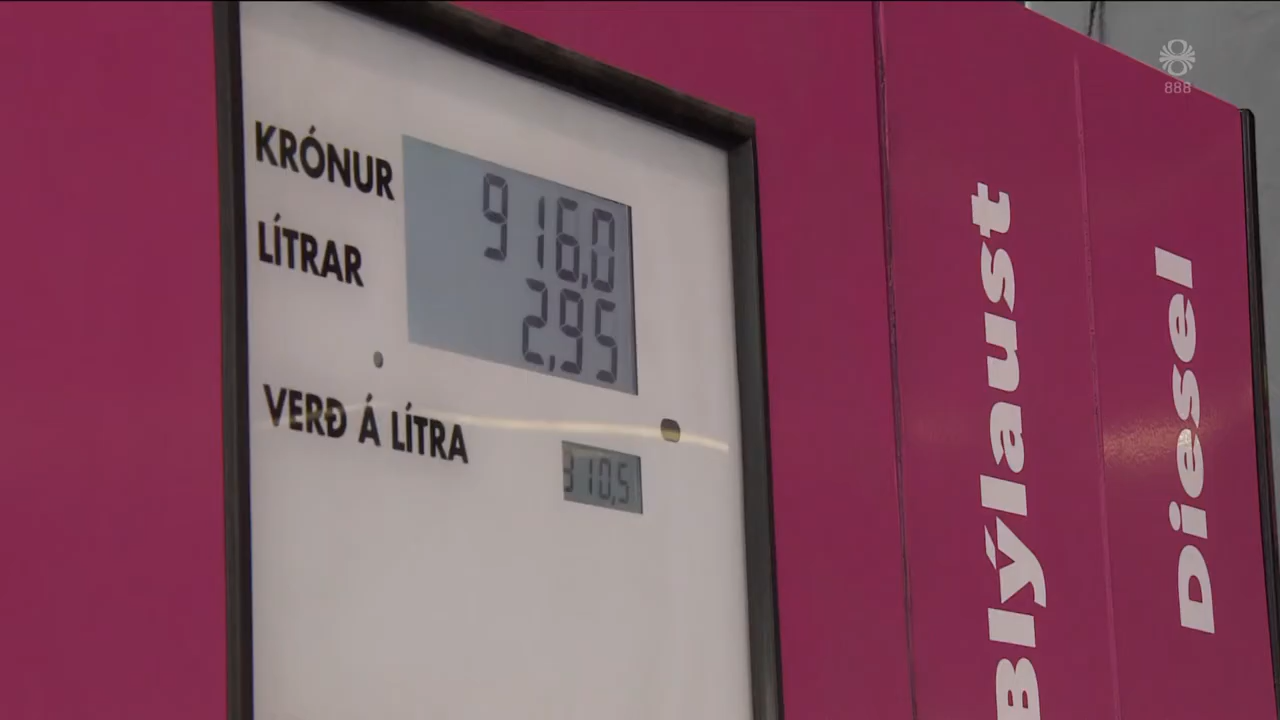 KRÓNUR 916,0
LÍTRAR 2,95
VERÐ Á LÍTRA 310,5
Blýlaust
Diesel
888